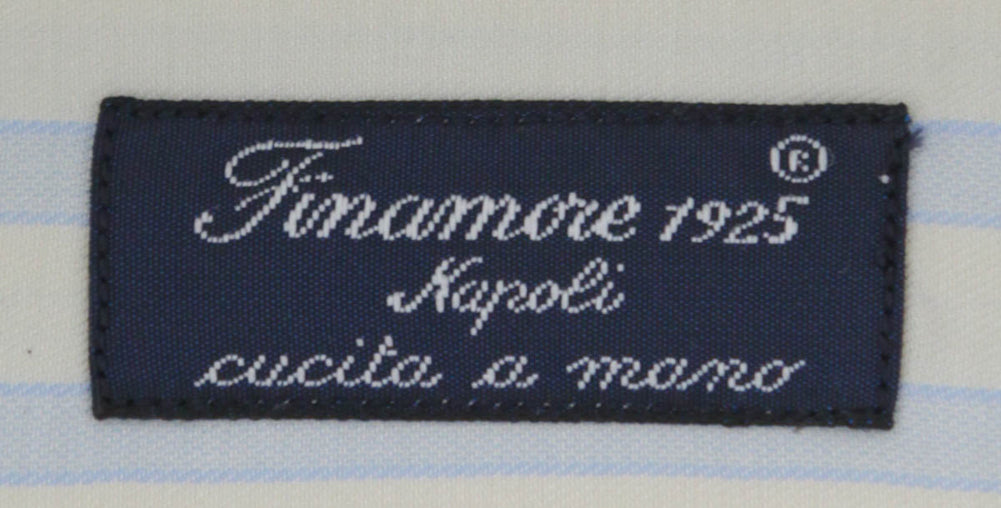 Finamore 1925 ®
Napoli
cucita a mano